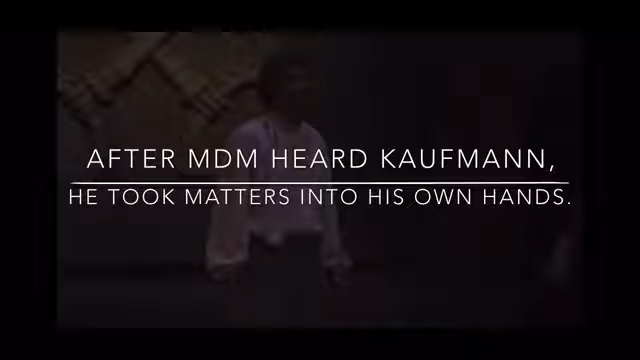 AFTER MDM HEARD KAUFMANN,
HE TOOK MATTERS INTO HIS OWN HANDS.